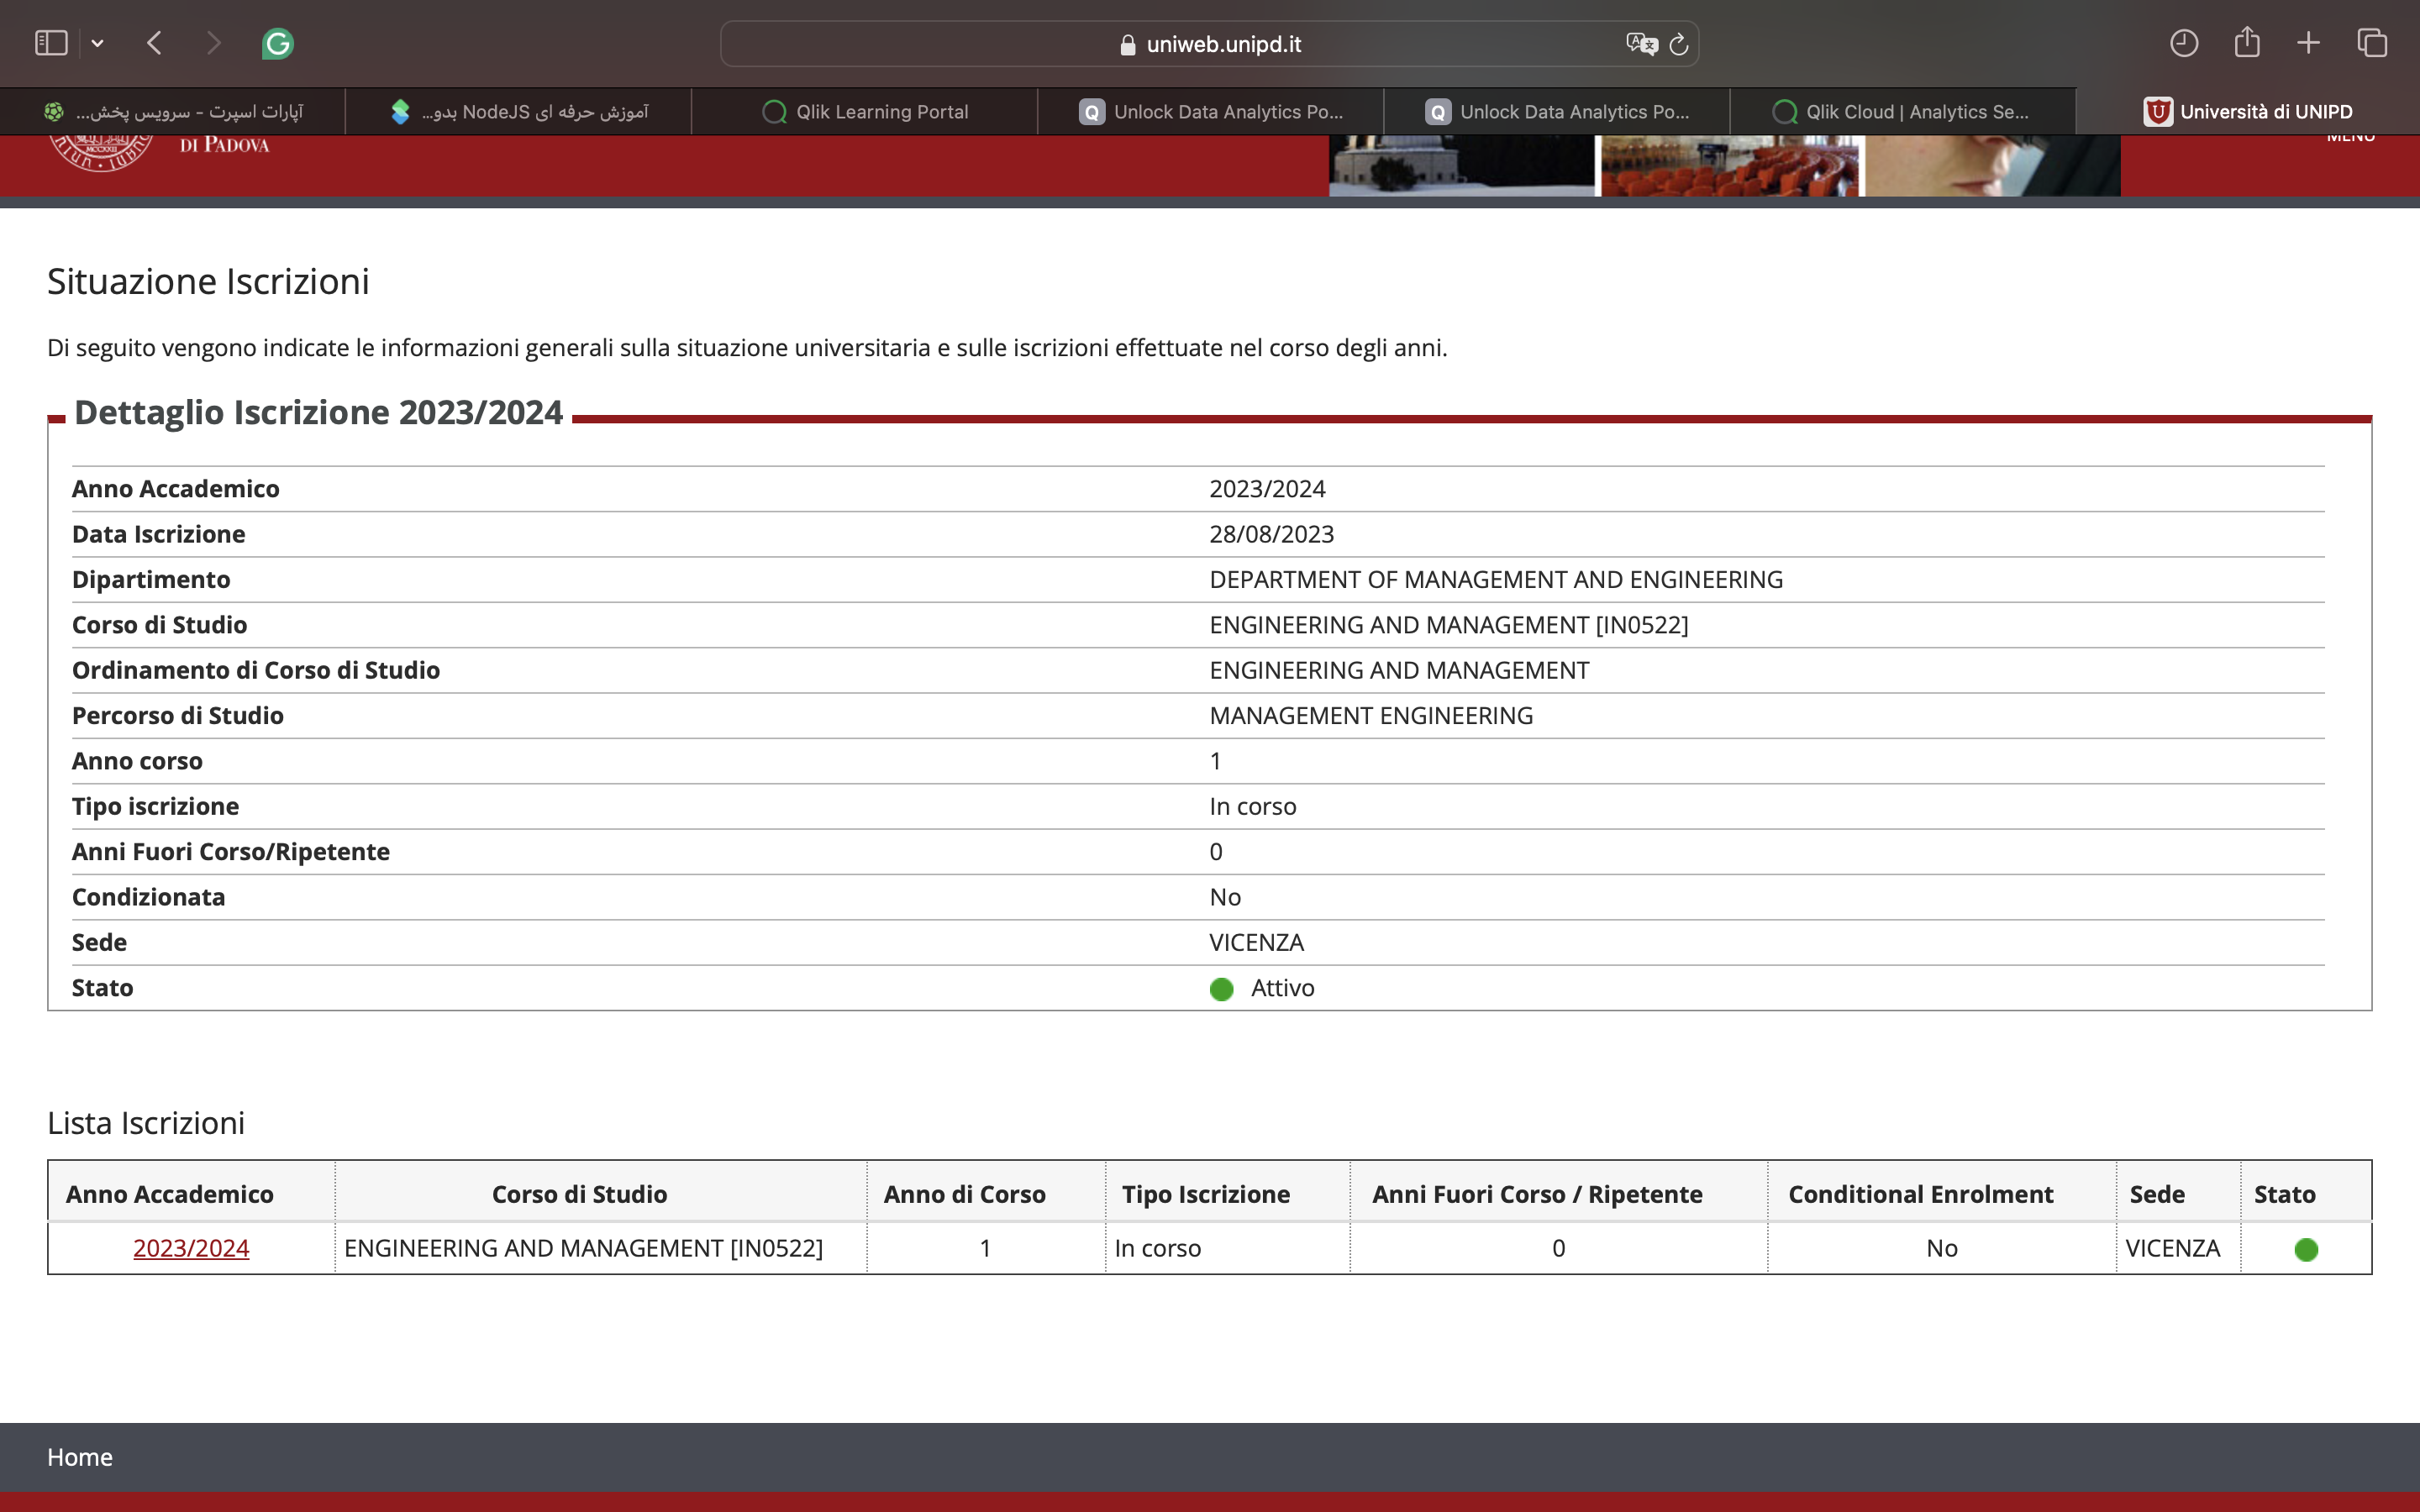 uniweb.unipd.it
آپارات اسپرت - سرویس پخش...
آموزش حرفه ای NodeJS بدو...
Qlik Learning Portal
Unlock Data Analytics Po...
Unlock Data Analytics Po...
Qlik Cloud | Analytics Se...
Università di UNIPD
DI PADOVA
MENU
Situazione Iscrizioni
Di seguito vengono indicate le informazioni generali sulla situazione universitaria e sulle iscrizioni effettuate nel corso degli anni.
Dettaglio Iscrizione 2023/2024
Anno Accademico 2023/2024
Data Iscrizione 28/08/2023
Dipartimento DEPARTMENT OF MANAGEMENT AND ENGINEERING
Corso di Studio ENGINEERING AND MANAGEMENT [IN0522]
Ordinamento di Corso di Studio ENGINEERING AND MANAGEMENT
Percorso di Studio MANAGEMENT ENGINEERING
Anno corso 1
Tipo iscrizione In corso
Anni Fuori Corso/Ripetente 0
Condizionata No
Sede VICENZA
Stato Attivo
Lista Iscrizioni
Anno Accademico Corso di Studio Anno di Corso Tipo Iscrizione Anni Fuori Corso / Ripetente Conditional Enrolment Sede Stato
2023/2024 ENGINEERING AND MANAGEMENT [IN0522] 1 In corso 0 No VICENZA
Home